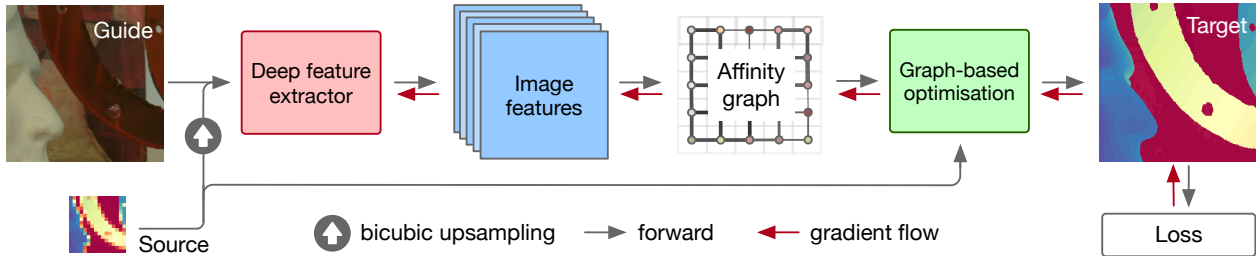 Guide
Deep feature
extractor
Image
features
Affinity
graph
Graph-based
optimisation
Target
Source
bicubic upsampling
forward
gradient flow
Loss